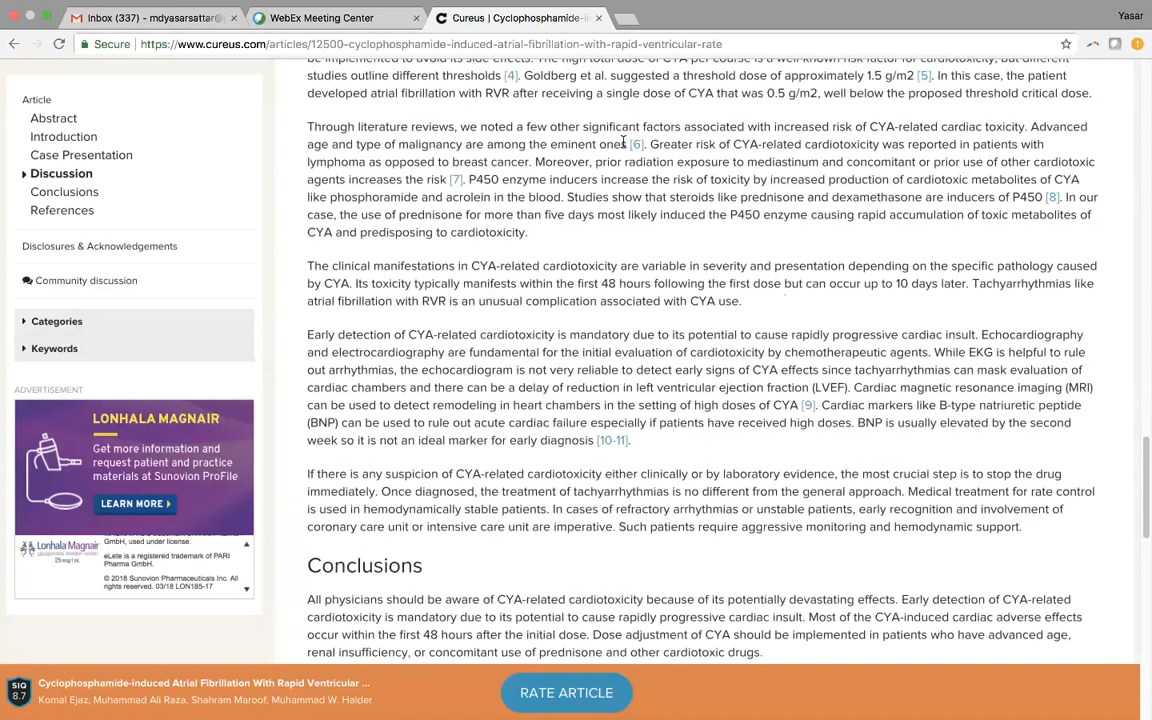 Inbox (337) - mdyasarsattar@
WebEx Meeting Center
Cureus | Cyclophosphamide-in
Yasar
Secure
https://www.cureus.com/articles/12500-cyclophosphamide-induced-atrial-fibrillation-with-rapid-ventricular-rate
Article
Abstract
Introduction
Case Presentation
Discussion
Conclusions
References
Disclosures & Acknowledgements
Community discussion
Categories
Keywords
ADVERTISEMENT
LONHALA MAGNAIR
Get more information and
request patient and practice
materials at Sunovion ProFile
LEARN MORE
Lonhala Magnair
GmbH, used under license.
eLete is a registered trademark of PARI
Pharma GmbH.
© 2018 Sunovion Pharmaceuticals Inc. All
rights reserved. 03/18 LON185-17
be implemented to avoid its side effects. The high total dose of CYA per course is a well-known risk factor for cardiotoxicity, but different
studies outline different thresholds [4]. Goldberg et al. suggested a threshold dose of approximately 1.5 g/m2 [5]. In this case, the patient
developed atrial fibrillation with RVR after receiving a single dose of CYA that was 0.5 g/m2, well below the proposed threshold critical dose.
Through literature reviews, we noted a few other significant factors associated with increased risk of CYA-related cardiac toxicity. Advanced
age and type of malignancy are among the eminent ones [6]. Greater risk of CYA-related cardiotoxicity was reported in patients with
lymphoma as opposed to breast cancer. Moreover, prior radiation exposure to mediastinum and concomitant or prior use of other cardiotoxic
agents increases the risk [7]. P450 enzyme inducers increase the risk of toxicity by increased production of cardiotoxic metabolites of CYA
like phosphoramide and acrolein in the blood. Studies show that steroids like prednisone and dexamethasone are inducers of P450 [8]. In our
case, the use of prednisone for more than five days most likely induced the P450 enzyme causing rapid accumulation of toxic metabolites of
CYA and predisposing to cardiotoxicity.
The clinical manifestations in CYA-related cardiotoxicity are variable in severity and presentation depending on the specific pathology caused
by CYA. Its toxicity typically manifests within the first 48 hours following the first dose but can occur up to 10 days later. Tachyarrhythmias like
atrial fibrillation with RVR is an unusual complication associated with CYA use.
Early detection of CYA-related cardiotoxicity is mandatory due to its potential to cause rapidly progressive cardiac insult. Echocardiography
and electrocardiography are fundamental for the initial evaluation of cardiotoxicity by chemotherapeutic agents. While EKG is helpful to rule
out arrhythmias, the echocardiogram is not very reliable to detect early signs of CYA effects since tachyarrhythmias can mask evaluation of
cardiac chambers and there can be a delay of reduction in left ventricular ejection fraction (LVEF). Cardiac magnetic resonance imaging (MRI)
can be used to detect remodeling in heart chambers in the setting of high doses of CYA [9]. Cardiac markers like B-type natriuretic peptide
(BNP) can be used to rule out acute cardiac failure especially if patients have received high doses. BNP is usually elevated by the second
week so it is not an ideal marker for early diagnosis [10-11].
If there is any suspicion of CYA-related cardiotoxicity either clinically or by laboratory evidence, the most crucial step is to stop the drug
immediately. Once diagnosed, the treatment of tachyarrhythmias is no different from the general approach. Medical treatment for rate control
is used in hemodynamically stable patients. In cases of refractory arrhythmias or unstable patients, early recognition and involvement of
coronary care unit or intensive care unit are imperative. Such patients require aggressive monitoring and hemodynamic support.
Conclusions
All physicians should be aware of CYA-related cardiotoxicity because of its potentially devastating effects. Early detection of CYA-related
cardiotoxicity is mandatory due to its potential to cause rapidly progressive cardiac insult. Most of the CYA-induced cardiac adverse effects
occur within the first 48 hours after the initial dose. Dose adjustment of CYA should be implemented in patients who have advanced age,
renal insufficiency, or concomitant use of prednisone and other cardiotoxic drugs.
SIQ
8.7
Cyclophosphamide-induced Atrial Fibrillation With Rapid Ventricular ...
Komal Ejaz, Muhammad Ali Raza, Shahram Maroof, Muhammad W. Haider
RATE ARTICLE